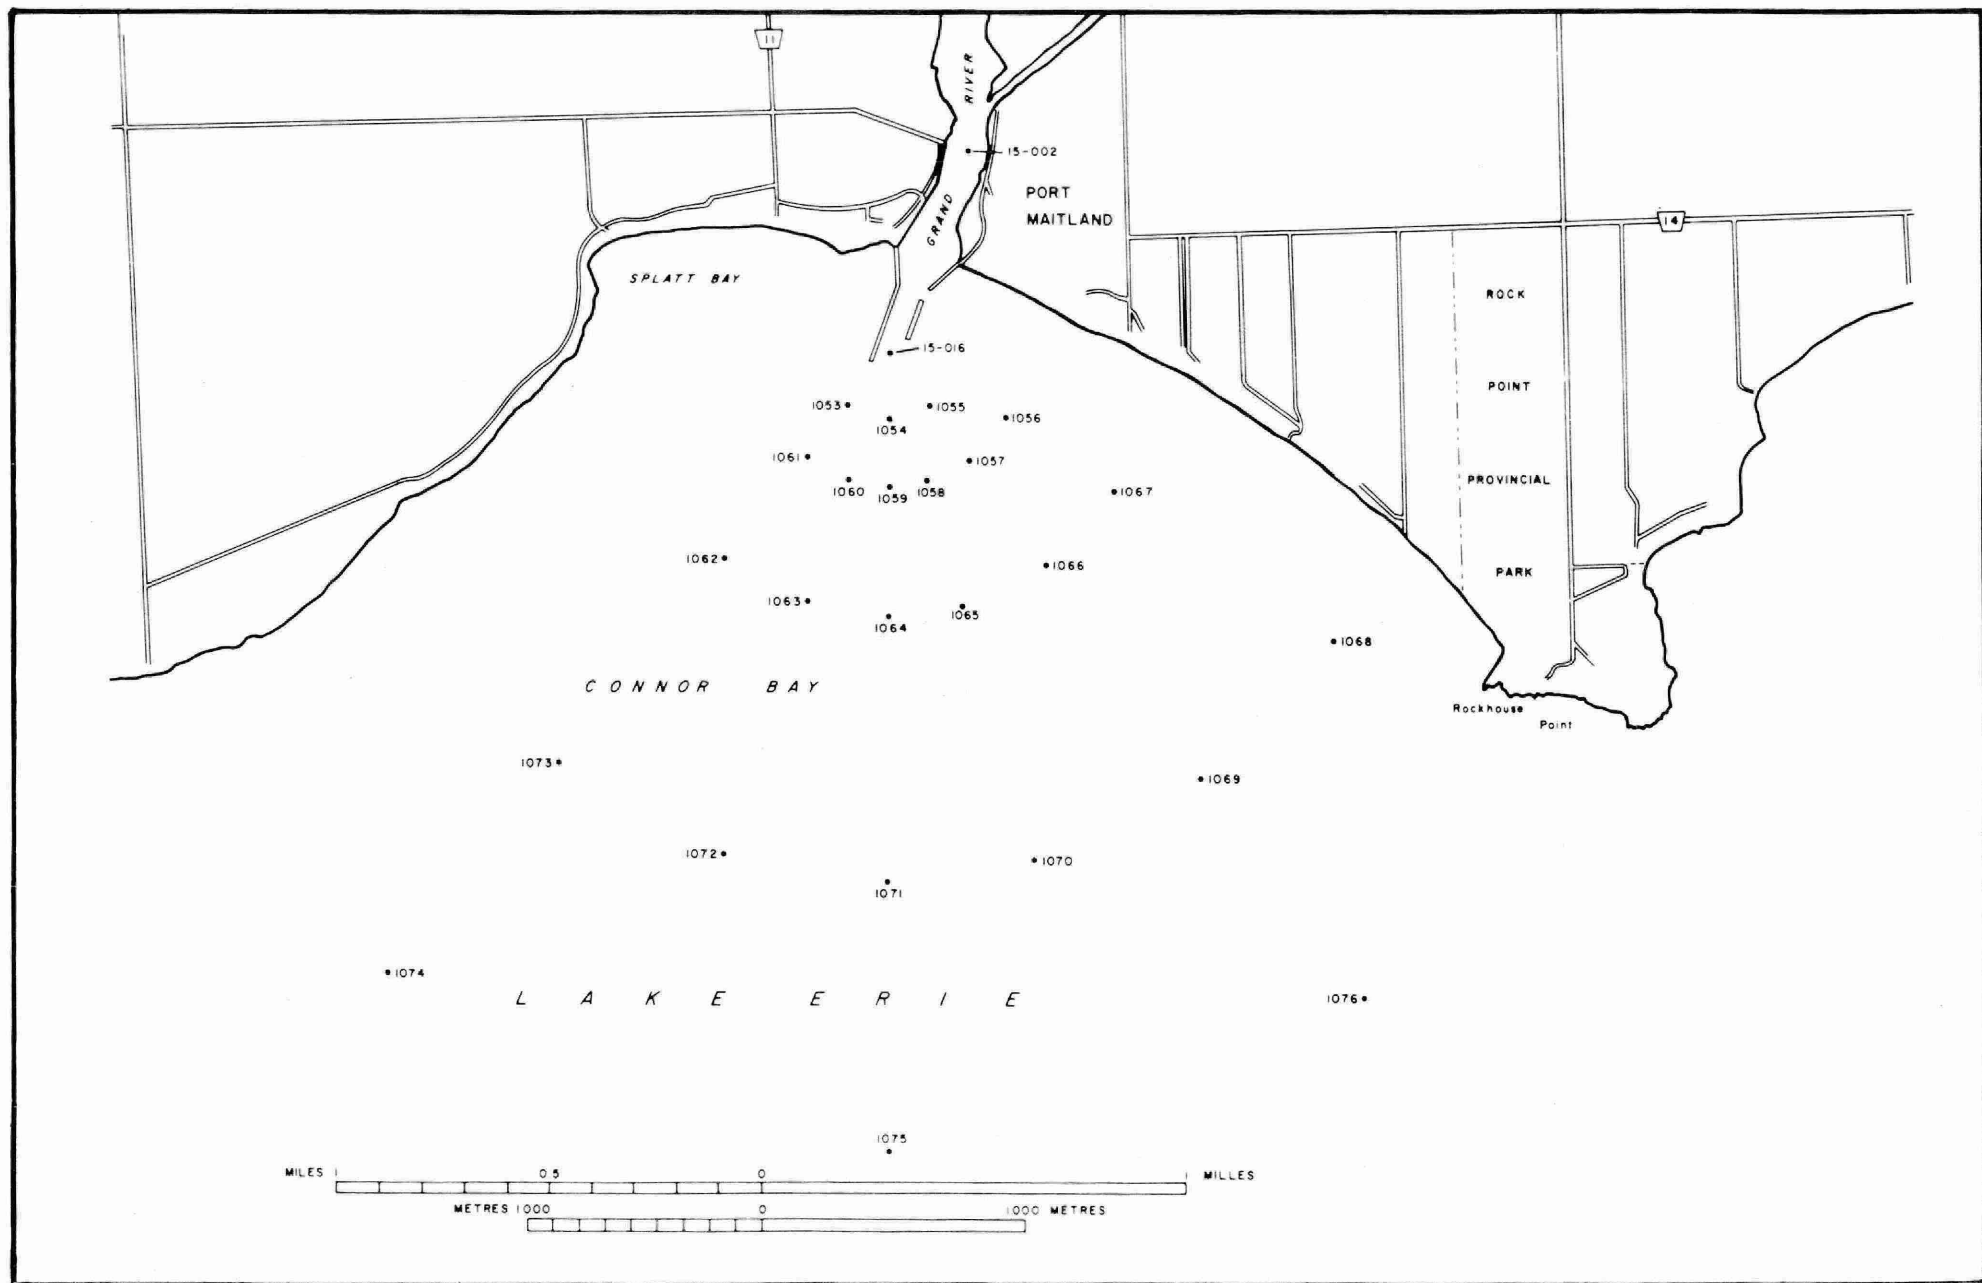 11
RIVER
15-002
PORT
MAITLAND
GRAND
14
SPLATT BAY
ROCK
15-016
POINT
1053
1055
1054
1056
1061
1057
1060
1059
1058
1067
PROVINCIAL
1062
1066
PARK
1063
1065
1064
1068
CONNOR BAY
Rockhouse
Point
1073
1069
1072
1070
1071
1074
LAKE ERIE
1076
1075
MILES 1 0.5 0 1 MILLES
METRES 1000 0 1000 METRES